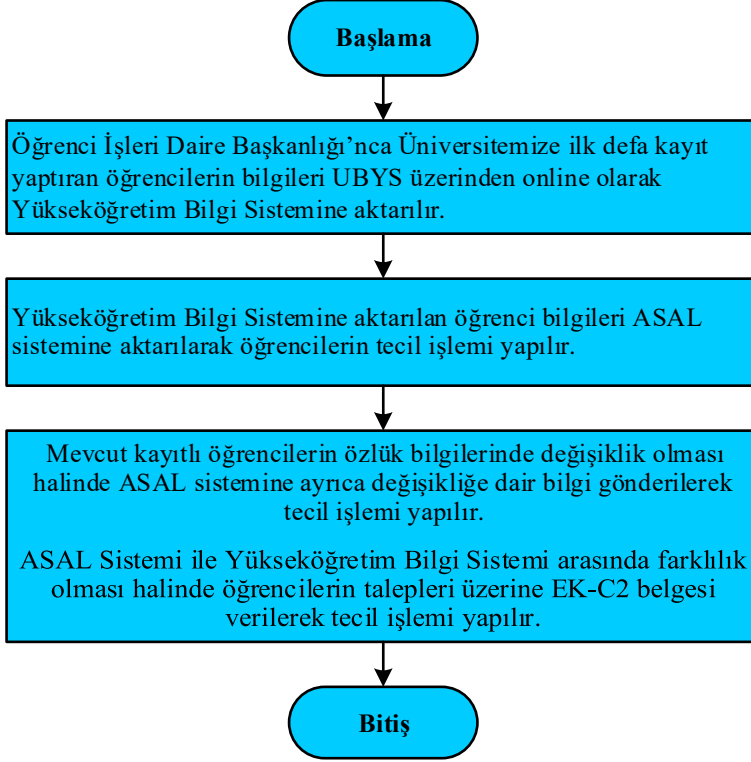 Başlama
Öğrenci İşleri Daire Başkanlığı’nca Üniversitemize ilk defa kayıt
yaptıran öğrencilerin bilgileri UBYS üzerinden online olarak
Yükseköğretim Bilgi Sistemine aktarılır.
Yükseköğretim Bilgi Sistemine aktarılan öğrenci bilgileri ASAL
sistemine aktarılarak öğrencilerin tecil işlemi yapılır.
Mevcut kayıtlı öğrencilerin özlük bilgilerinde değişiklik olması
halinde ASAL sistemine ayrıca değişikliğe dair bilgi gönderilerek
tecil işlemi yapılır.
ASAL Sistemi ile Yükseköğretim Bilgi Sistemi arasında farklılık
olması halinde öğrencilerin talepleri üzerine EK-C2 belgesi
verilerek tecil işlemi yapılır.
Bitiş